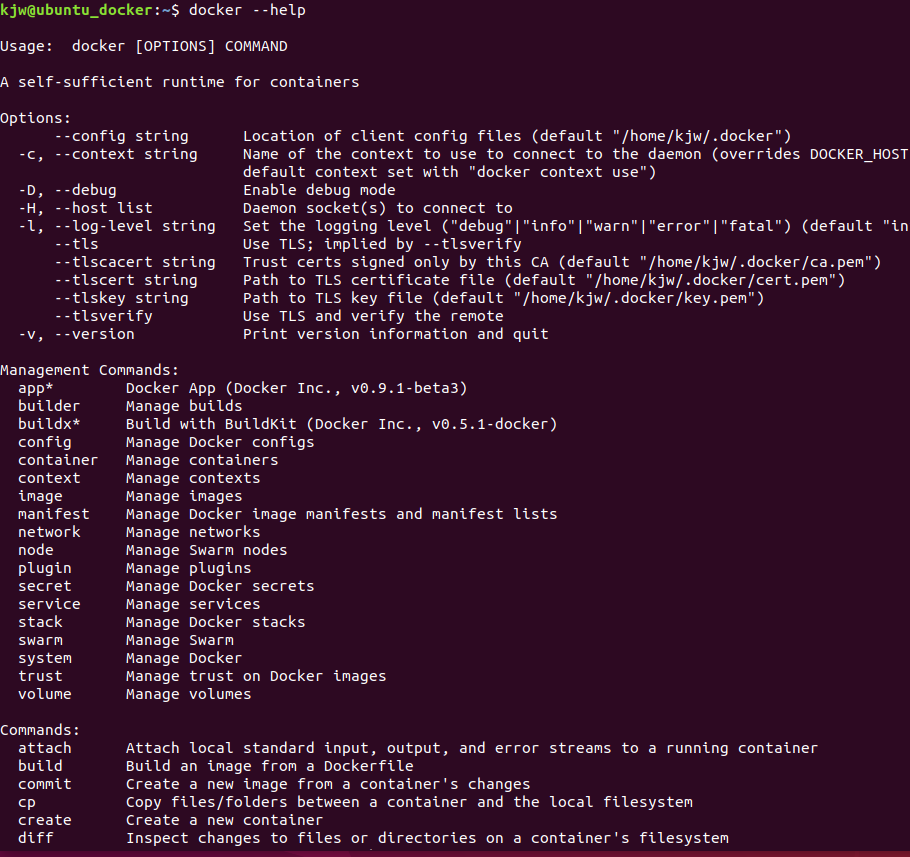 kjw@ubuntu_docker:~$ docker --help
Usage:  docker [OPTIONS] COMMAND
A self-sufficient runtime for containers
Options:
      --config string      Location of client config files (default "/home/kjw/.docker")
  -c, --context string     Name of the context to use to connect to the daemon (overrides DOCKER_HOST
                           default context set with "docker context use")
  -D, --debug              Enable debug mode
  -H, --host list          Daemon socket(s) to connect to
  -l, --log-level string   Set the logging level ("debug"|"info"|"warn"|"error"|"fatal") (default "in
      --tls                Use TLS; implied by --tlsverify
      --tlscacert string   Trust certs signed only by this CA (default "/home/kjw/.docker/ca.pem")
      --tlscert string     Path to TLS certificate file (default "/home/kjw/.docker/cert.pem")
      --tlskey string      Path to TLS key file (default "/home/kjw/.docker/key.pem")
      --tlsverify          Use TLS and verify the remote
  -v, --version            Print version information and quit
Management Commands:
  app*        Docker App (Docker Inc., v0.9.1-beta3)
  builder     Manage builds
  buildx*     Build with BuildKit (Docker Inc., v0.5.1-docker)
  config      Manage Docker configs
  container   Manage containers
  context     Manage contexts
  image       Manage images
  manifest    Manage Docker image manifests and manifest lists
  network     Manage networks
  node        Manage Swarm nodes
  plugin      Manage plugins
  secret      Manage Docker secrets
  service     Manage services
  stack       Manage Docker stacks
  swarm       Manage Swarm
  system      Manage Docker
  trust       Manage trust on Docker images
  volume      Manage volumes
Commands:
  attach      Attach local standard input, output, and error streams to a running container
  build       Build an image from a Dockerfile
  commit      Create a new image from a container's changes
  cp          Copy files/folders between a container and the local filesystem
  create      Create a new container
  diff        Inspect changes to files or directories on a container's filesystem